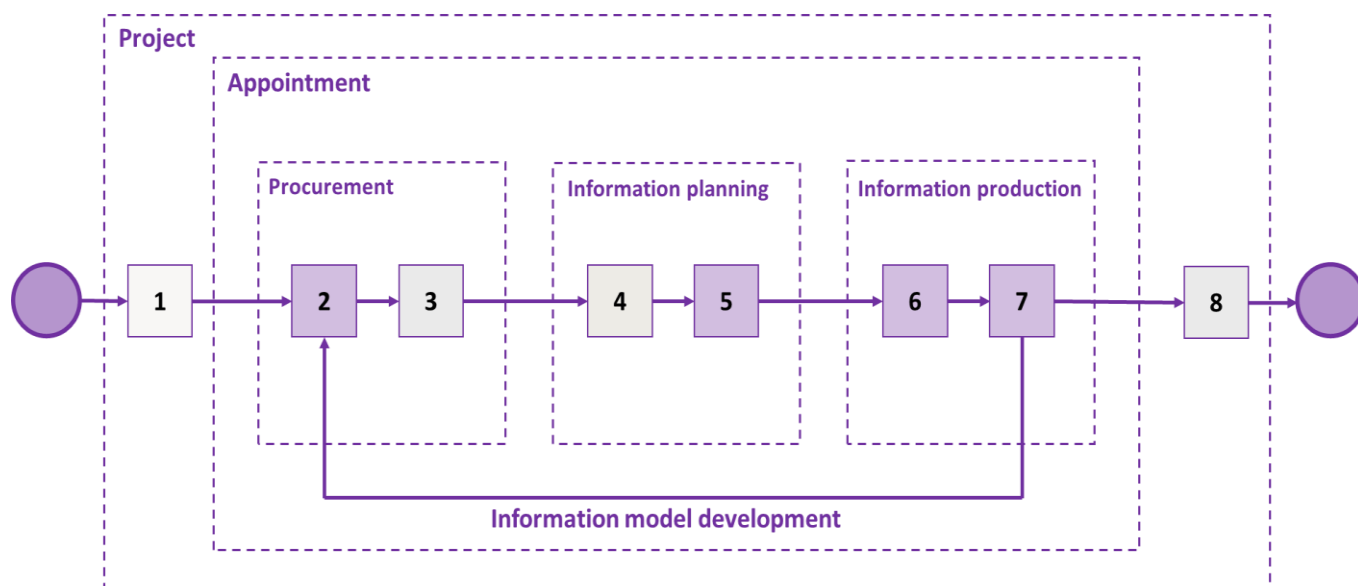 Project
Appointment
Procurement
Information planning
Information production
1
2
3
4
5
6
7
8
Information model development